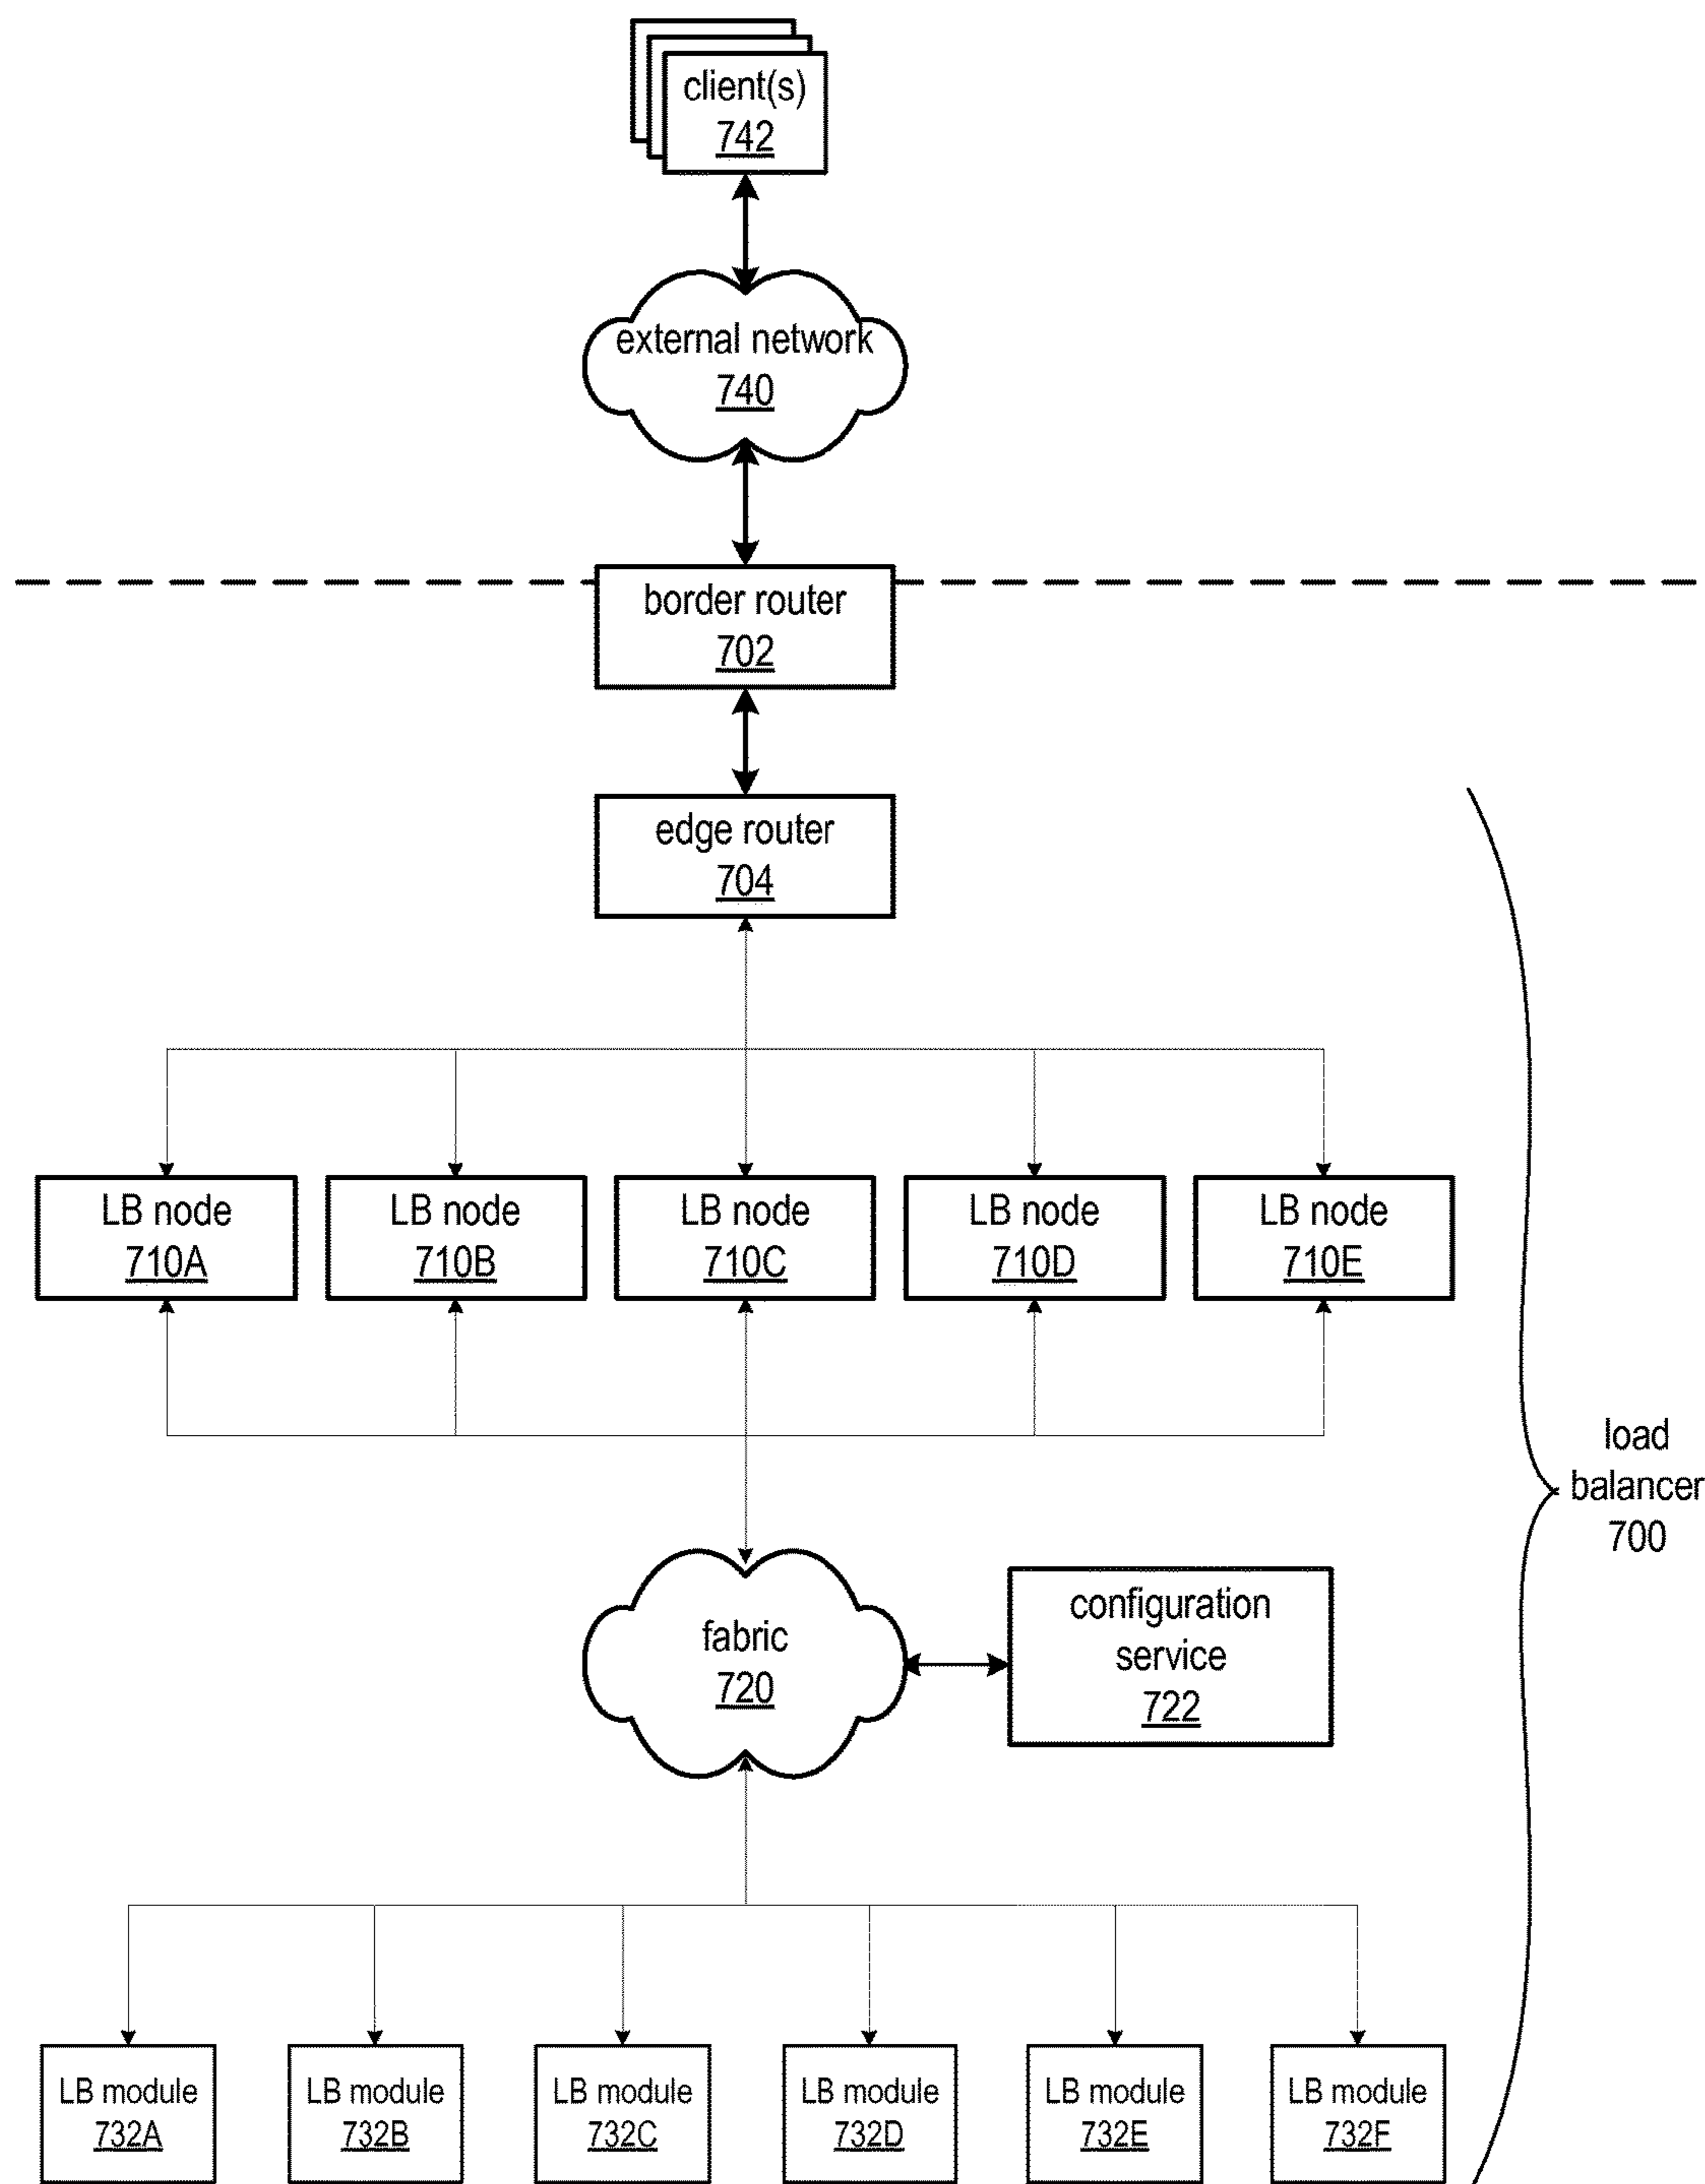 client(s)
742
external network
740
border router
702
edge router
704
LB node
710A
LB node
710B
LB node
710C
LB node
710D
LB node
710E
load
balancer
700
fabric
720
configuration
service
722
LB module
732A
LB module
732B
LB module
732C
LB module
732D
LB module
732E
LB module
732F